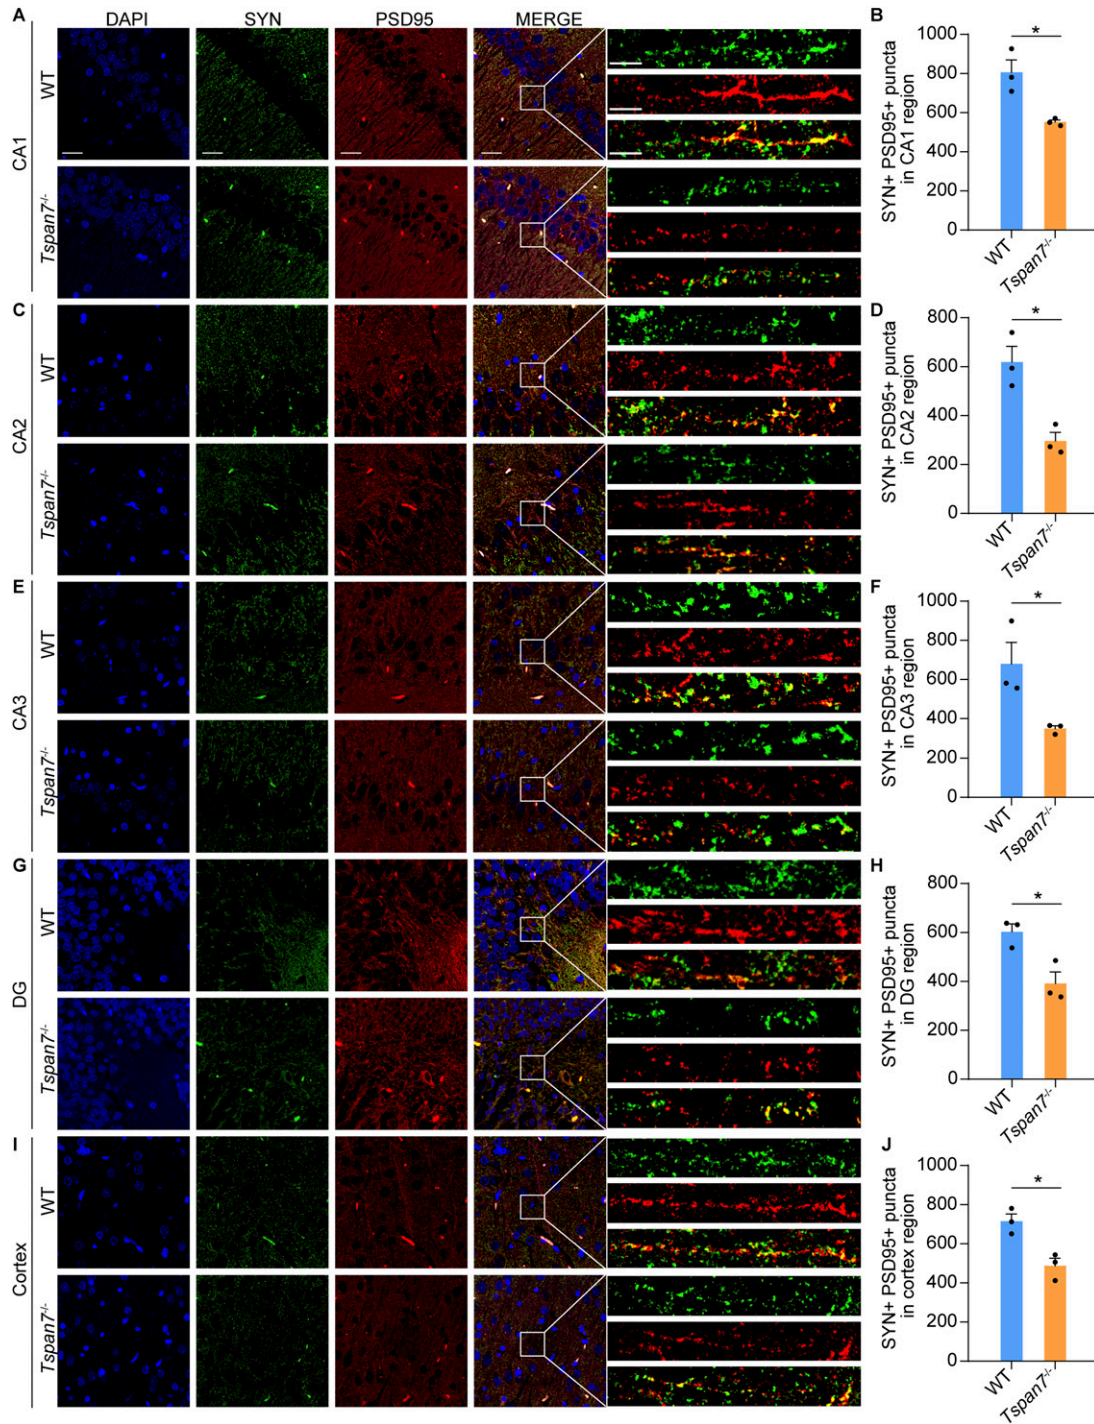 A DAPI SYN PSD95 MERGE
CA1
WT
Tspan7-/-
B
SYN+ PSD95+ puncta
in CA1 region
1000
800
600
400
200
0
*
WT
Tspan7-/-
C
CA2
WT
Tspan7-/-
D
SYN+ PSD95+ puncta
in CA2 region
800
600
400
200
0
*
WT
Tspan7-/-
E
CA3
WT
Tspan7-/-
F
SYN+ PSD95+ puncta
in CA3 region
1000
800
600
400
200
0
*
WT
Tspan7-/-
G
DG
WT
Tspan7-/-
H
SYN+ PSD95+ puncta
in DG region
800
600
400
200
0
*
WT
Tspan7-/-
I
Cortex
WT
Tspan7-/-
J
SYN+ PSD95+ puncta
in cortex region
1000
800
600
400
200
0
*
WT
Tspan7-/-